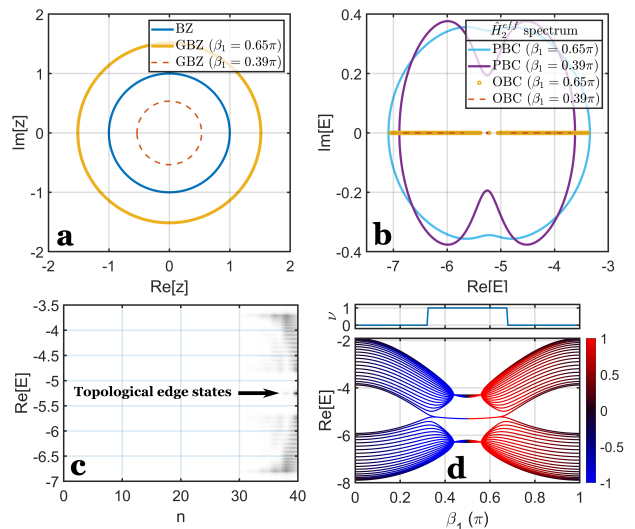 2
1
0
-1
-2
-2
-1
0
1
2
Im[z]
Re[z]
BZ
GBZ (β₁ = 0.65π)
GBZ (β₁ = 0.39π)
a
0.4
0.2
0
-0.2
-0.4
-7
-6
-5
-4
Im[E]
Re[E]
Ĥ₂ᵉᶠᶠ spectrum
PBC (β₁ = 0.65π)
PBC (β₁ = 0.39π)
OBC (β₁ = 0.65π)
OBC (β₁ = 0.39π)
b
-3.5
-4
-4.5
-5
-5.5
-6
-6.5
-7
0
10
20
30
40
Re[E]
n
Topological edge states
c
1
0
ν
-4
-6
-8
0
0.2
0.4
0.6
0.8
1
Re[E]
β₁ (π)
d
1
0.5
0
-0.5
-1